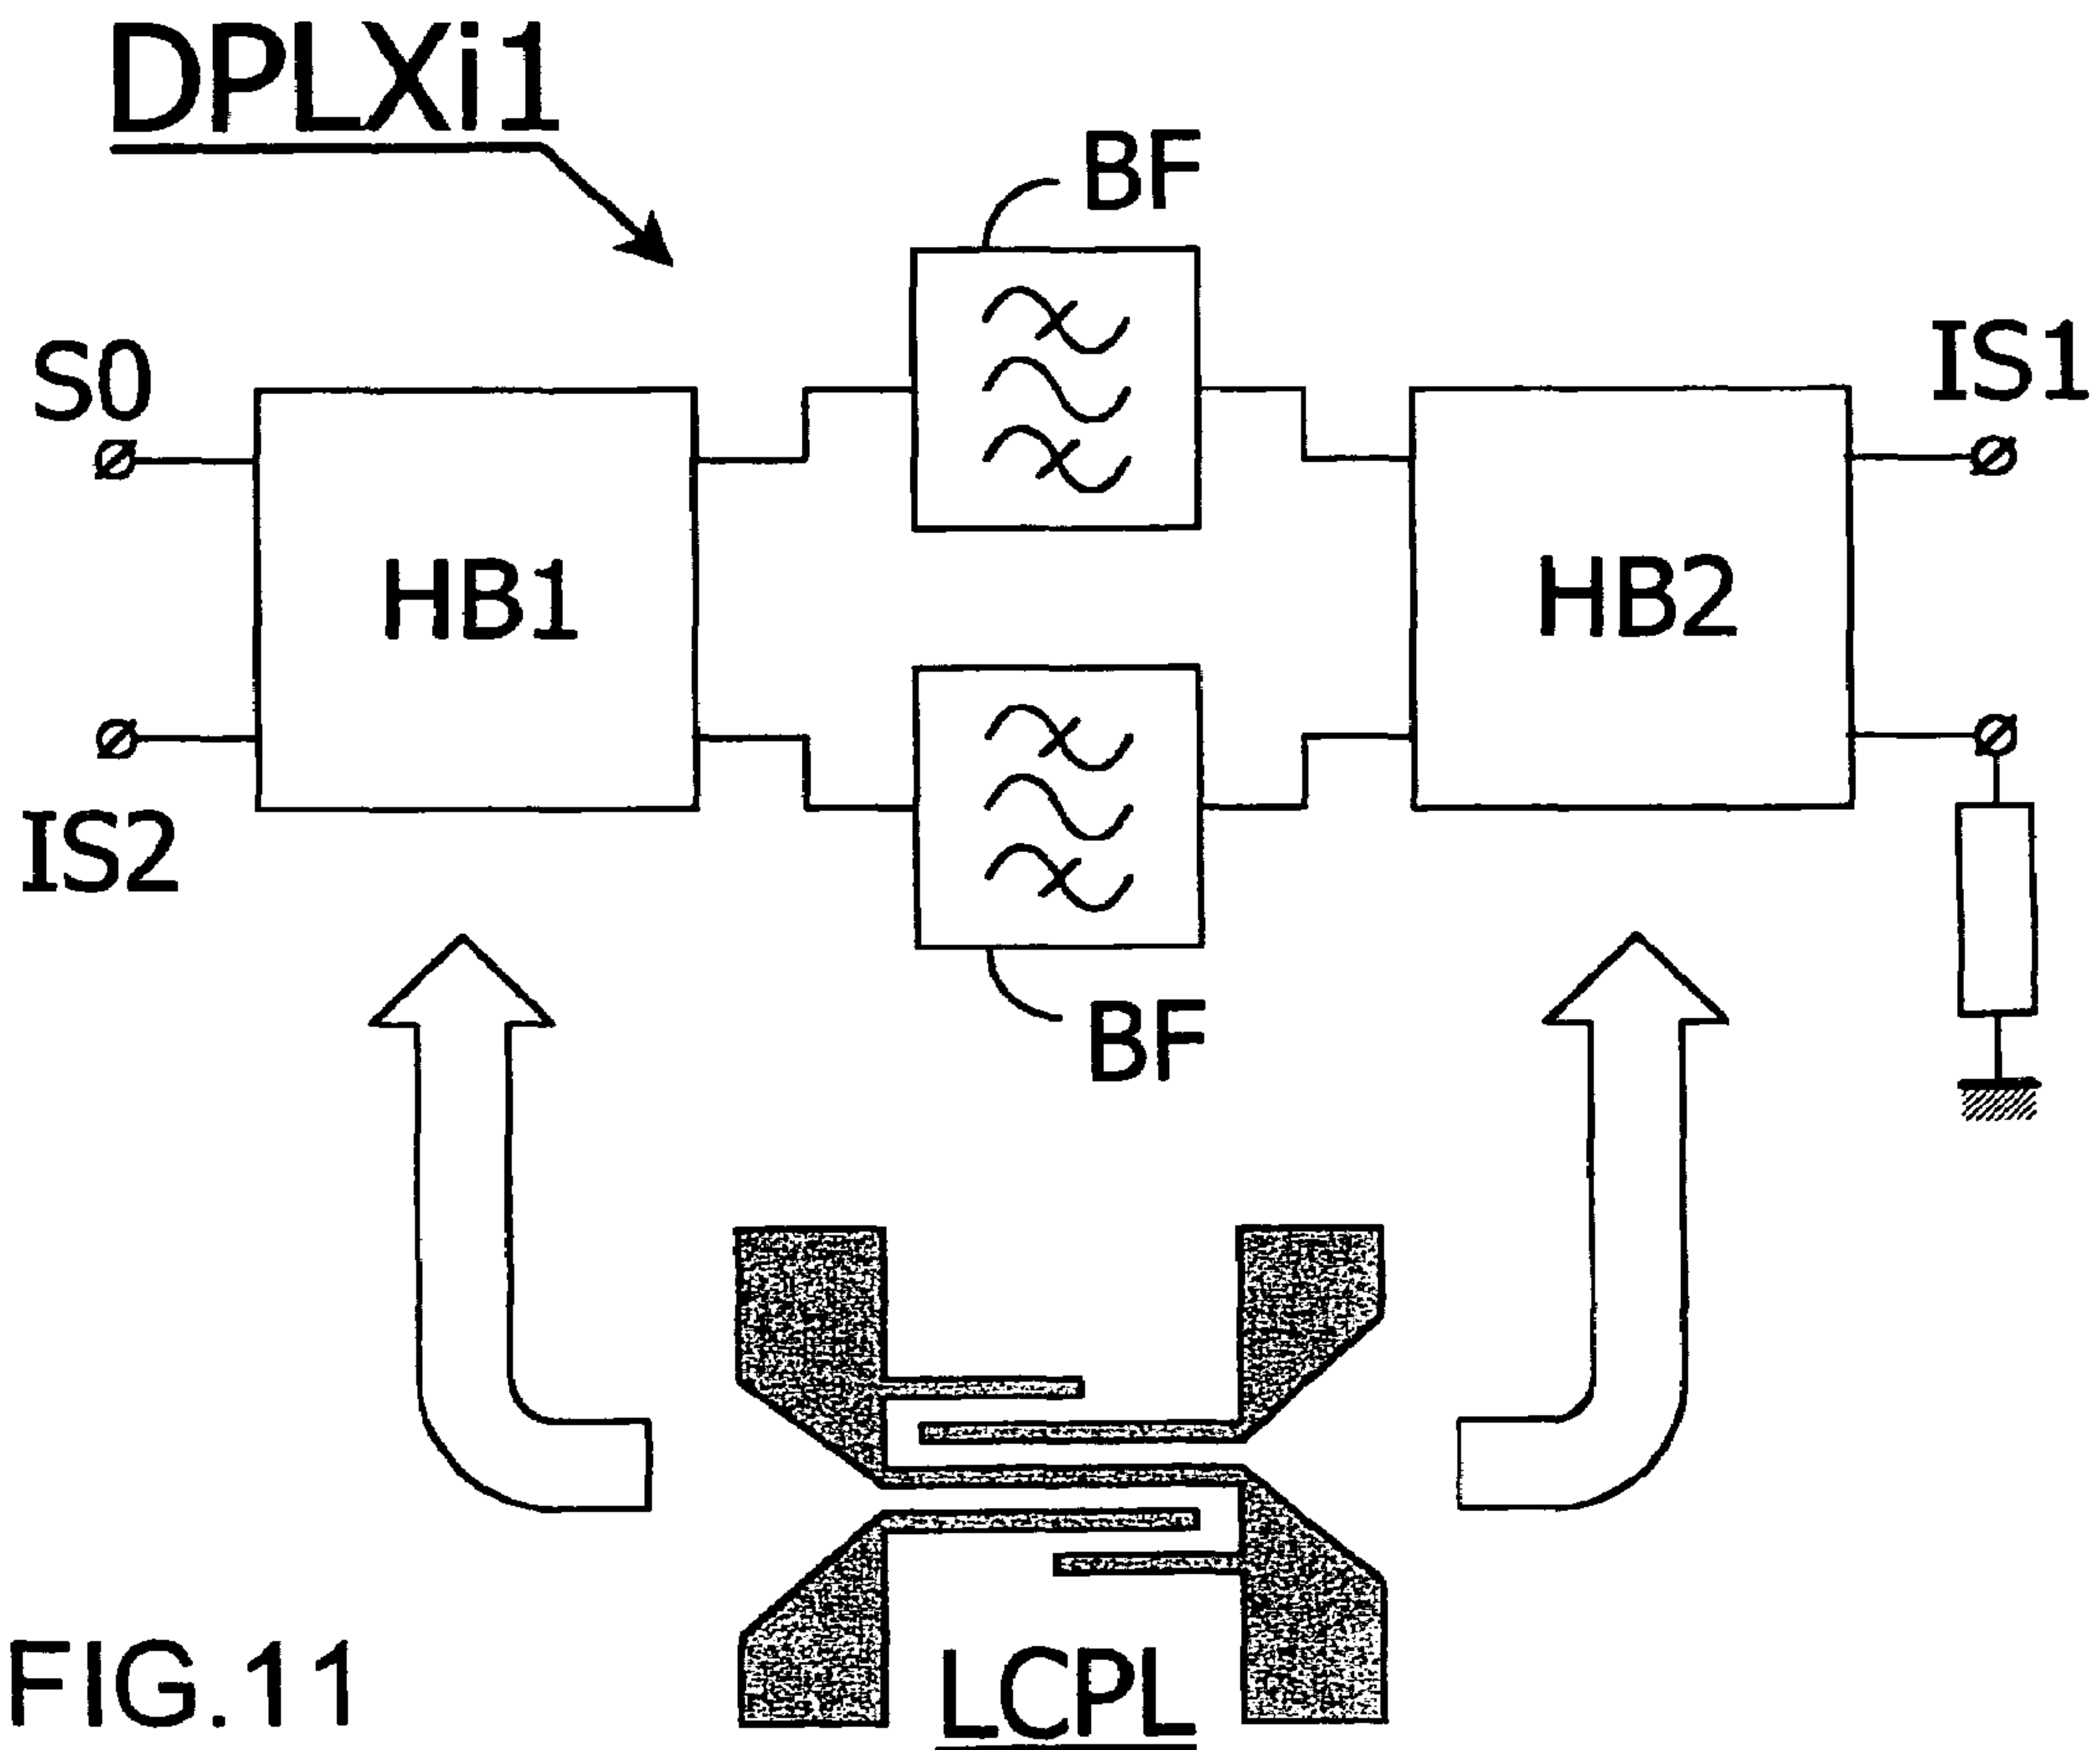 DPLXi1
BF
S0
IS1
HB1
HB2
IS2
BF
LCPL
FIG.11